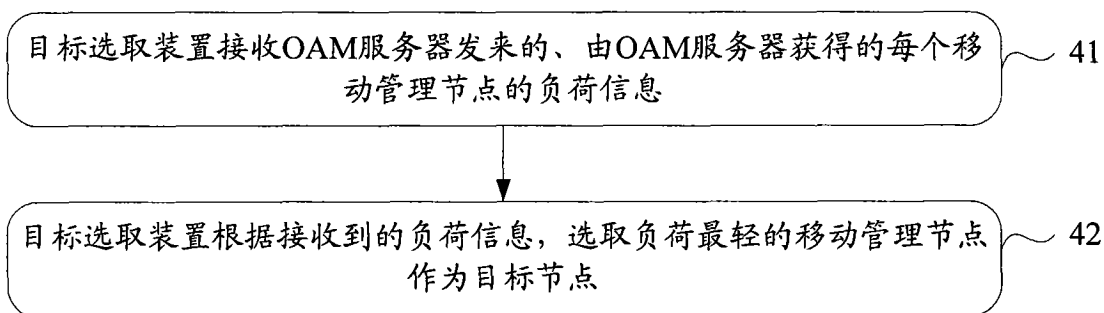 目标选取装置接收OAM服务器发来的、由OAM服务器获得的每个移
动管理节点的负荷信息
41
目标选取装置根据接收到的负荷信息，选取负荷最轻的移动管理节点
作为目标节点
42